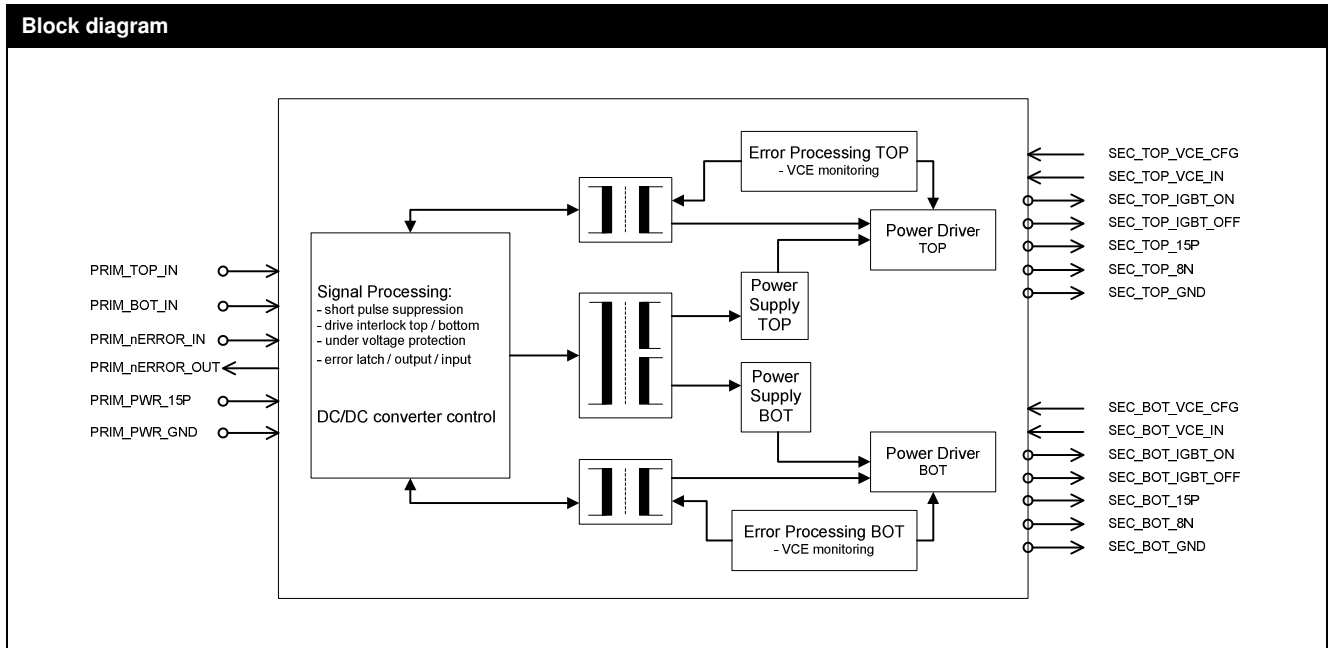 Block diagram
PRIM_TOP_IN
PRIM_BOT_IN
PRIM_nERROR_IN
PRIM_nERROR_OUT
PRIM_PWR_15P
PRIM_PWR_GND
Signal Processing:
- short pulse suppression
- drive interlock top / bottom
- under voltage protection
- error latch / output / input
DC/DC converter control
Error Processing TOP
- VCE monitoring
Power Driver
TOP
Power
Supply
TOP
Power
Supply
BOT
Power Driver
BOT
Error Processing BOT
- VCE monitoring
SEC_TOP_VCE_CFG
SEC_TOP_VCE_IN
SEC_TOP_IGBT_ON
SEC_TOP_IGBT_OFF
SEC_TOP_15P
SEC_TOP_8N
SEC_TOP_GND
SEC_BOT_VCE_CFG
SEC_BOT_VCE_IN
SEC_BOT_IGBT_ON
SEC_BOT_IGBT_OFF
SEC_BOT_15P
SEC_BOT_8N
SEC_BOT_GND